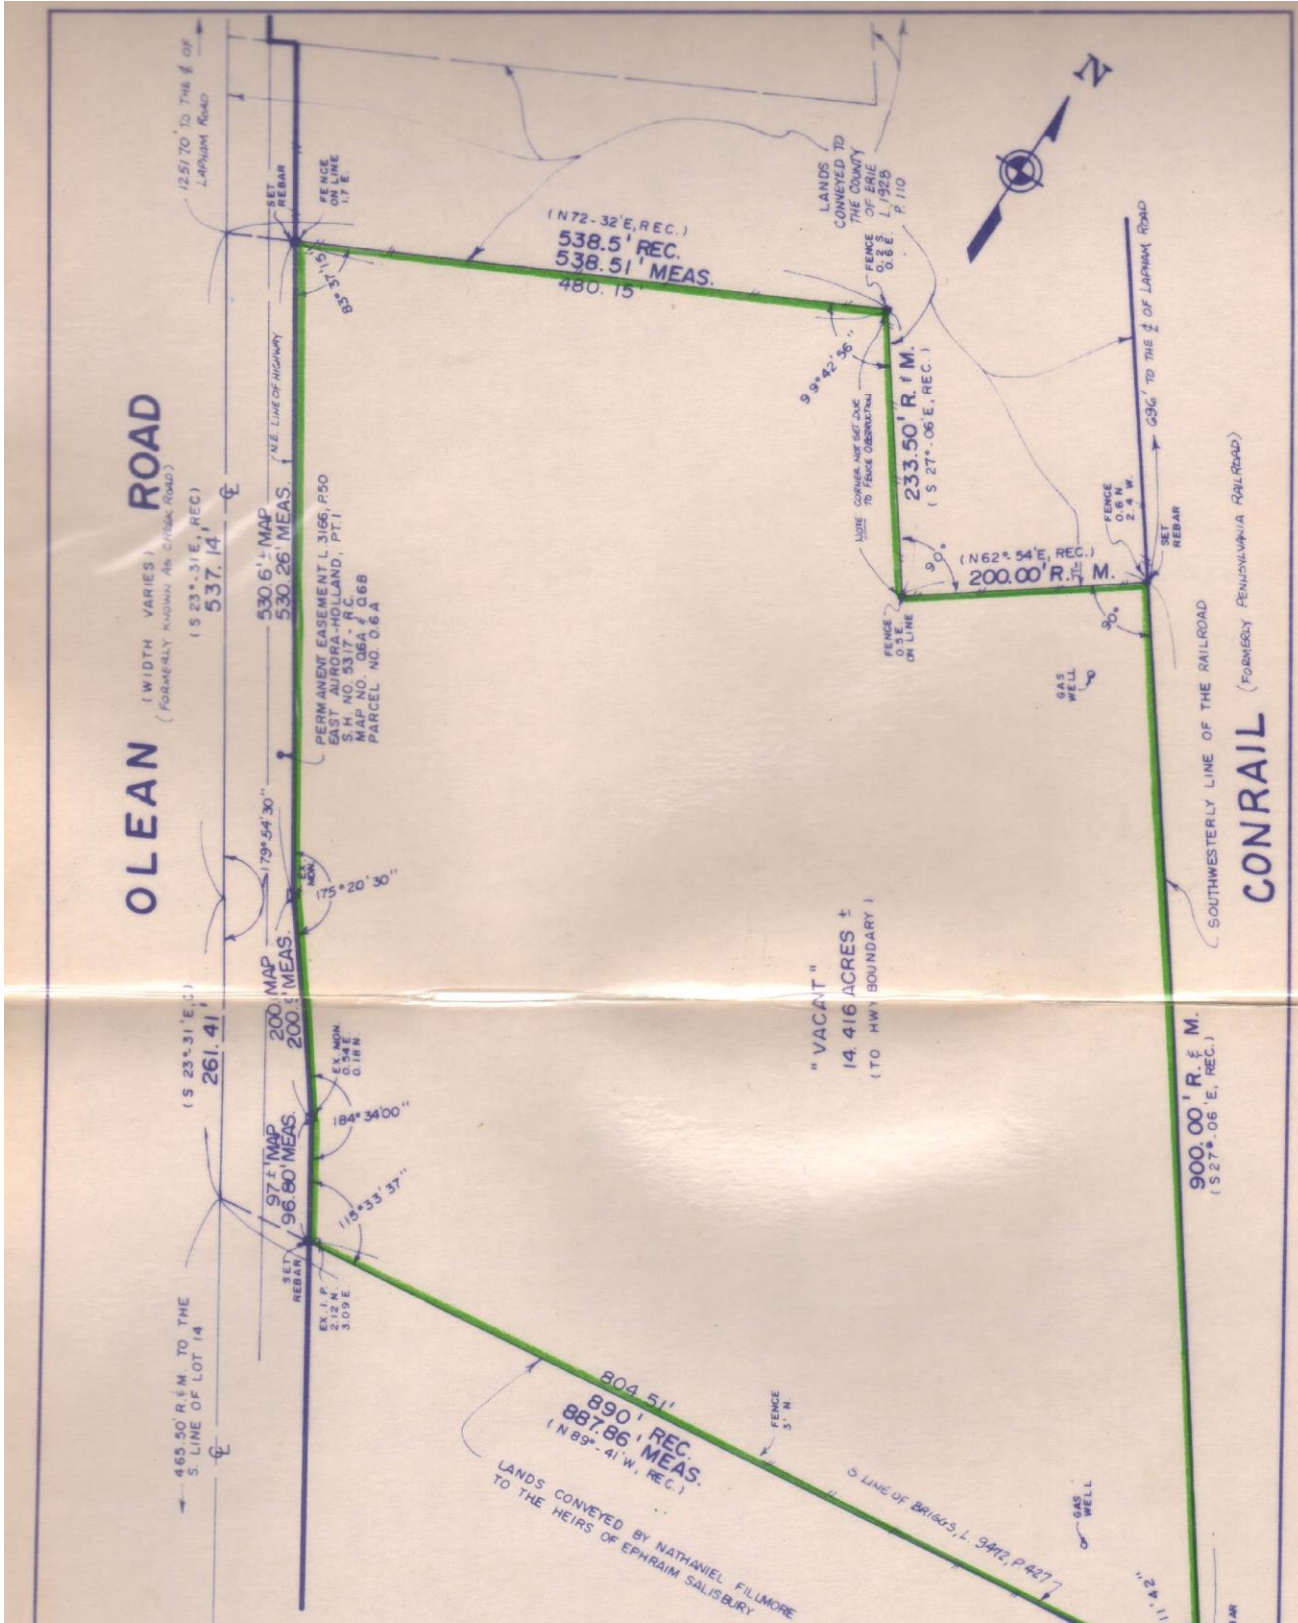 1251.70' TO THE ℄ OF
LAPHAM ROAD
SET
REBAR
FENCE
ON LINE
1.7 E.
(N 72-32'E, REC.)
538.5' REC.
538.51' MEAS.
480.15'
83° 37' 15"
LANDS
CONVEYED TO
THE COUNTY
OF ERIE
L. 1928
P. 110
FENCE
0.2 S.
0.6 E.
N
99° 42' 56"
NOTE CORNER NOT SET DUE
TO FENCE OBSTRUCTION
233.50' R. & M.
(S 27°-06'E, REC.)
696' TO THE ℄ OF LAPHAM ROAD
FENCE
0.6 N
2.4 W.
SET
REBAR
90°
(N 62°-54'E, REC.)
200.00' R. & M.
90°
FENCE
0.5 E.
ON LINE
GAS
WELL
SOUTHWESTERLY LINE OF THE RAILROAD
CONRAIL (FORMERLY PENNSYLVANIA RAILROAD)
OLEAN (WIDTH VARIES) ROAD
(FORMERLY KNOWN AS CREEK ROAD)
(S 23°-31 E, REC)
537.14'
℄
N.E. LINE OF HIGHWAY
530.6'± MAP
530.26' MEAS.
PERMANENT EASEMENT L. 3166, P.50
EAST AURORA-HOLLAND, PT. 1
S.H. NO. 5317 - R.C.
MAP NO. 06A & 06B
PARCEL NO. 06A
179° 54' 30"
EX.
MON.
175° 20' 30"
(S 23°-31'E,
261.41'
200 MAP
MEAS.
EX. MON.
0.54 E.
0.18 N.
184° 34' 00"
97'± MAP
96.80' MEAS.
33' 37"
SET
REBAR
EX. I.P.
2.12 N.
3.09 E.
465.50' R. & M. TO THE
S. LINE OF LOT 14
℄
"VACANT"
14.416 ACRES ±
(TO HWY BOUNDARY)
900.00' R. & M.
(S 27°-06'E, REC.)
804.51'
890' REC.
887.86' MEAS.
(N 89°-41'W, REC.)
FENCE
3' N.
LANDS CONVEYED BY NATHANIEL FILLMORE
TO THE HEIRS OF EPHRAIM SALISBURY
S LINE OF BRIGGS, L. 9472, P. 427
GAS
WELL
42"